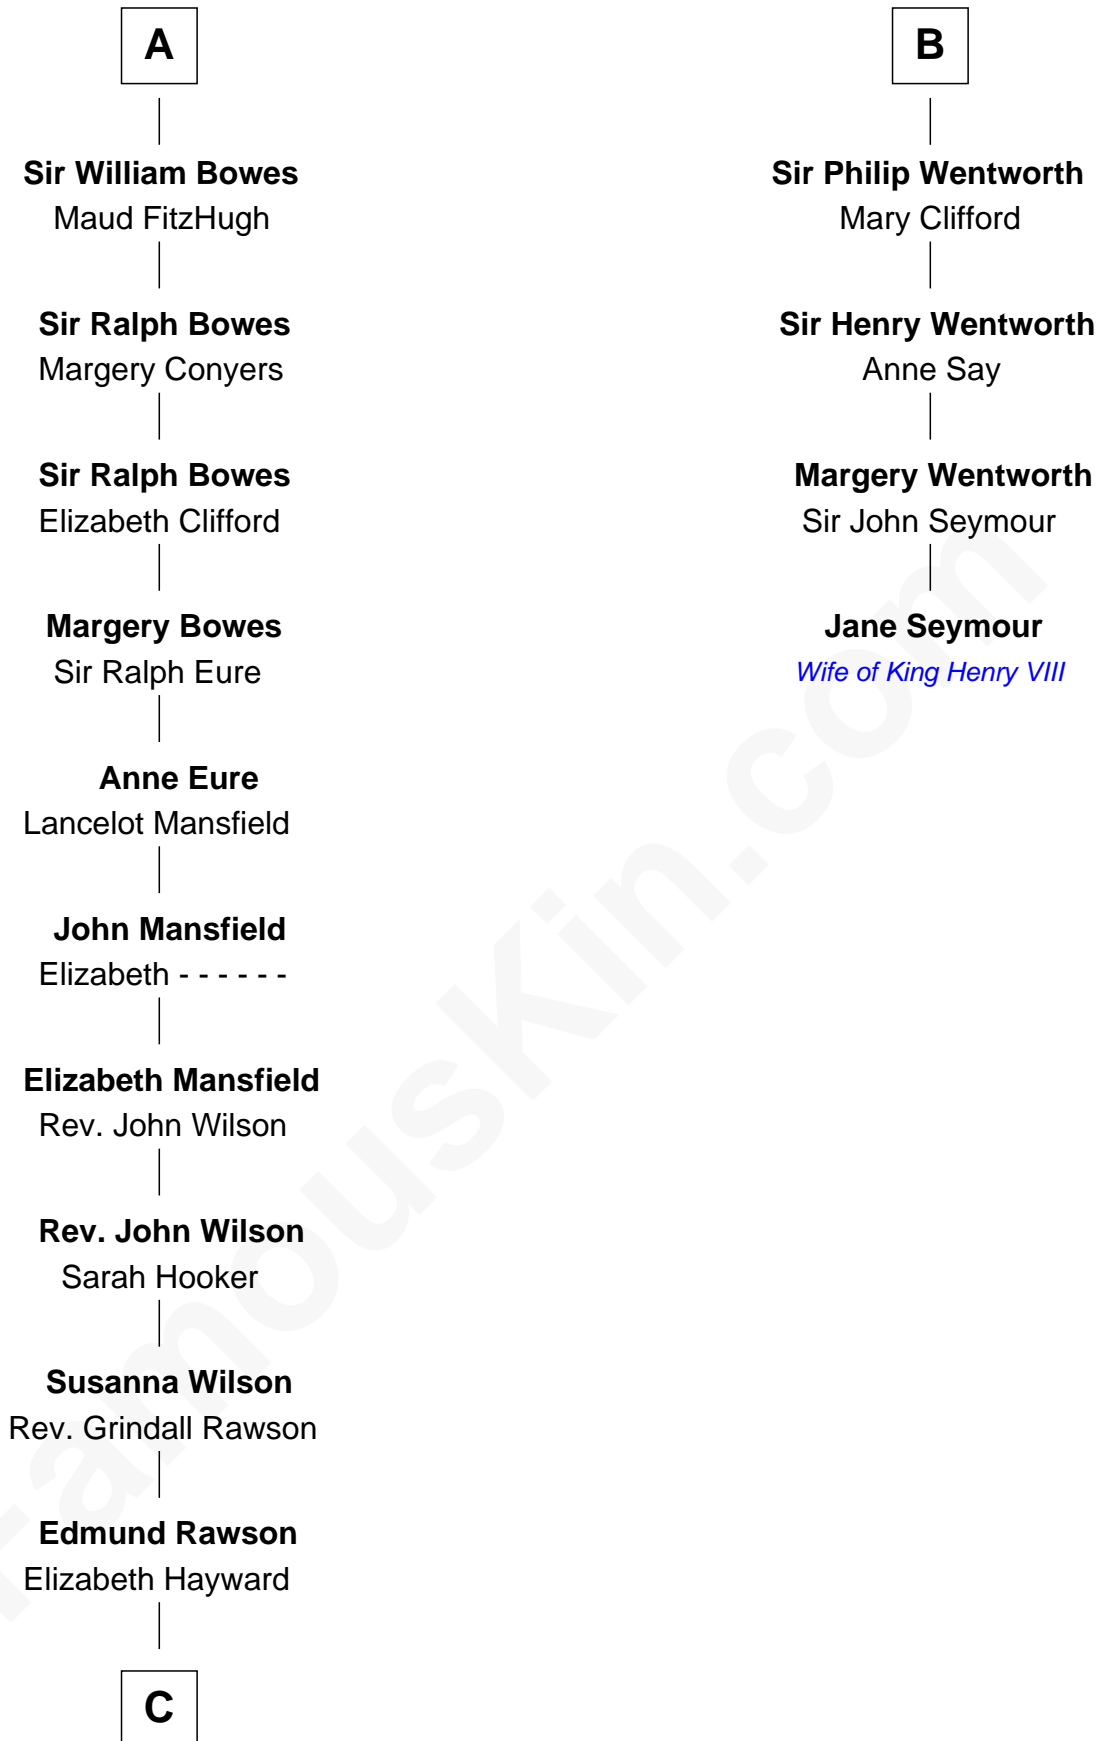 A
Sir William Bowes
Maud FitzHugh
Sir Ralph Bowes
Margery Conyers
Sir Ralph Bowes
Elizabeth Clifford
Margery Bowes
Sir Ralph Eure
Anne Eure
Lancelot Mansfield
John Mansfield
Elizabeth - - - - - -
Elizabeth Mansfield
Rev. John Wilson
Rev. John Wilson
Sarah Hooker
Susanna Wilson
Rev. Grindall Rawson
Edmund Rawson
Elizabeth Hayward
C
B
Sir Philip Wentworth
Mary Clifford
Sir Henry Wentworth
Anne Say
Margery Wentworth
Sir John Seymour
Jane Seymour
Wife of King Henry VIII
FamousKin.com